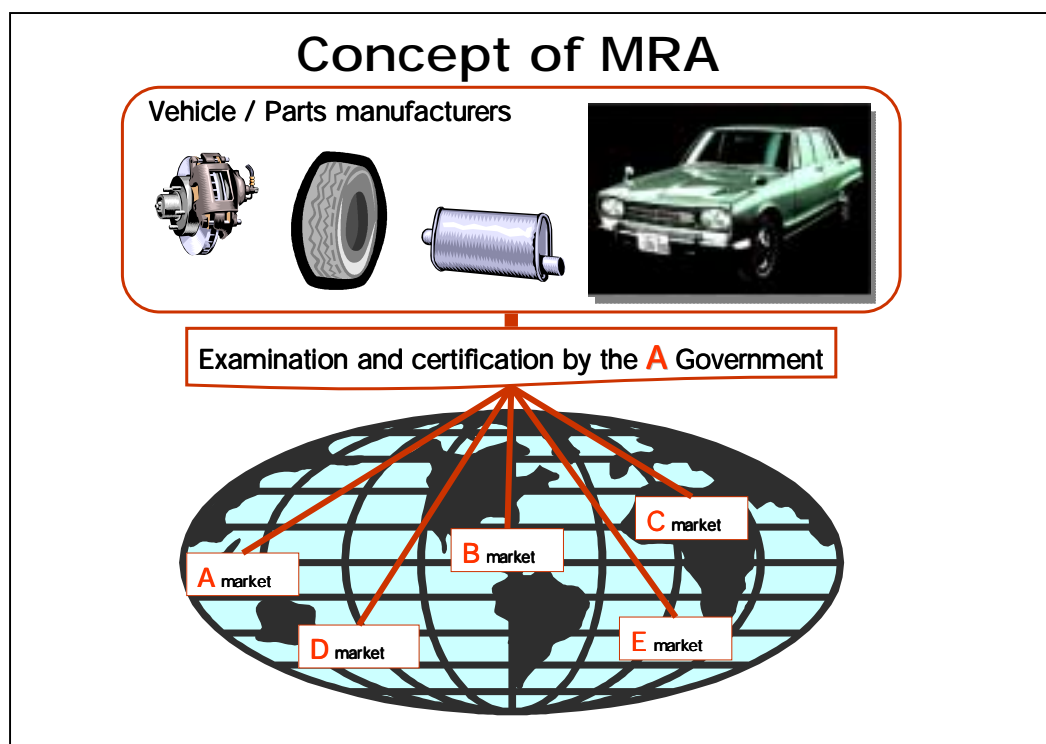 Concept of MRA
Vehicle / Parts manufacturers
Examination and certification by the A Government
C market
B market
A market
E market
D market